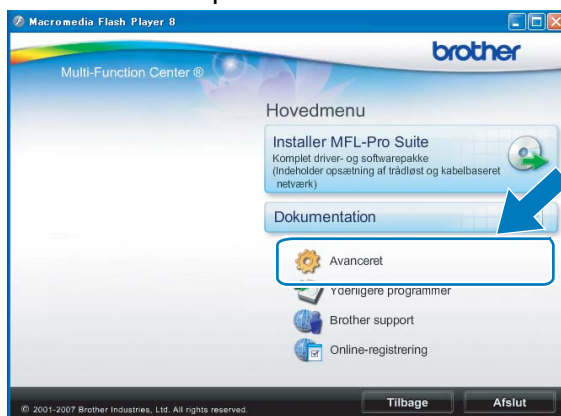 Macromedia Flash Player 8
brother
Multi-Function Center ®
Hovedmenu
Installer MFL-Pro Suite
Komplet driver- og softwarepakke
(Indeholder opsætning af trådløst og kabelbaseret
netværk)
Dokumentation
Avanceret
Yderligere programmer
Brother support
Online-registrering
© 2001-2007 Brother Industries, Ltd. All rights reserved.
Tilbage
Afslut